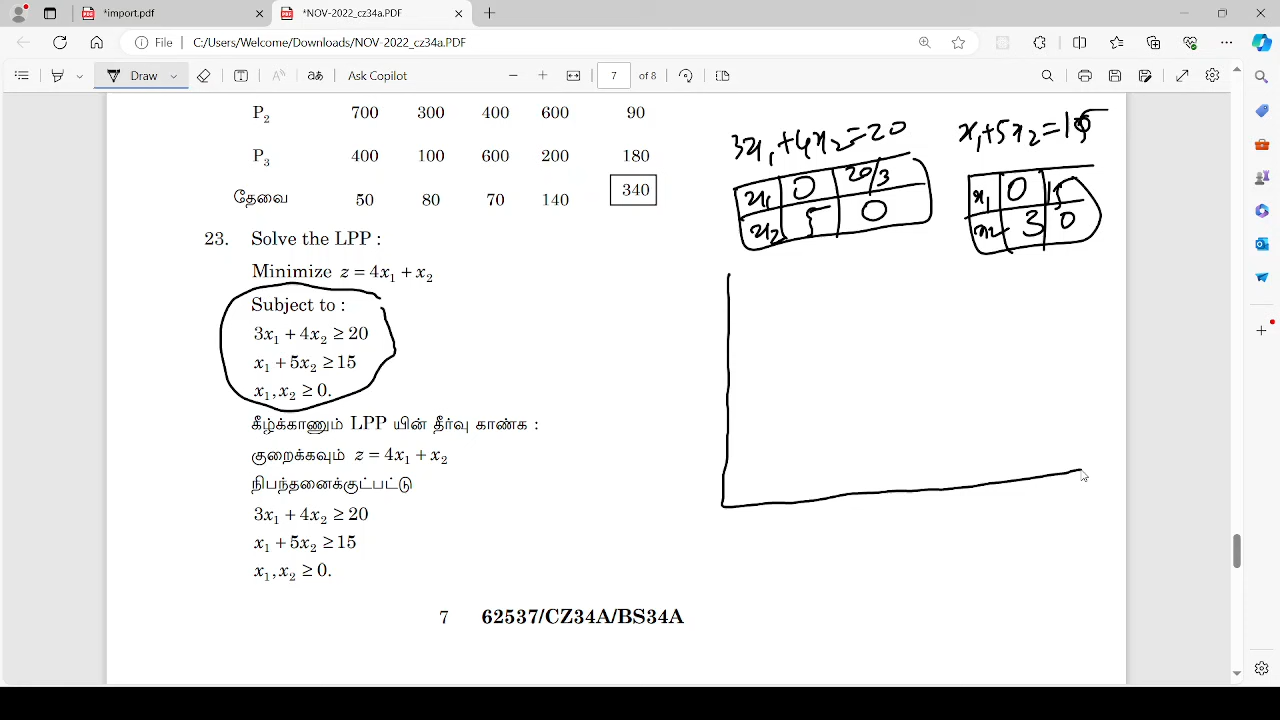 *import.pdf
*NOV-2022_cz34a.PDF
File C:/Users/Welcome/Downloads/NOV-2022_cz34a.PDF
Draw
Ask Copilot
7 of 8
P2 700 300 400 600 90
P3 400 100 600 200 180
தேவை 50 80 70 140 340
23. Solve the LPP :
Minimize z = 4x1 + x2
Subject to :
3x1 + 4x2 ≥ 20
x1 + 5x2 ≥ 15
x1, x2 ≥ 0.
கீழ்க்காணும் LPP யின் தீர்வு காண்க :
குறைக்கவும் z = 4x1 + x2
நிபந்தனைக்குட்பட்டு
3x1 + 4x2 ≥ 20
x1 + 5x2 ≥ 15
x1, x2 ≥ 0.
7 62537/CZ34A/BS34A
3x1+4x2=20
x1 0 20/3
x2 5 0
x1+5x2=15
x1 0 15
x2 3 0